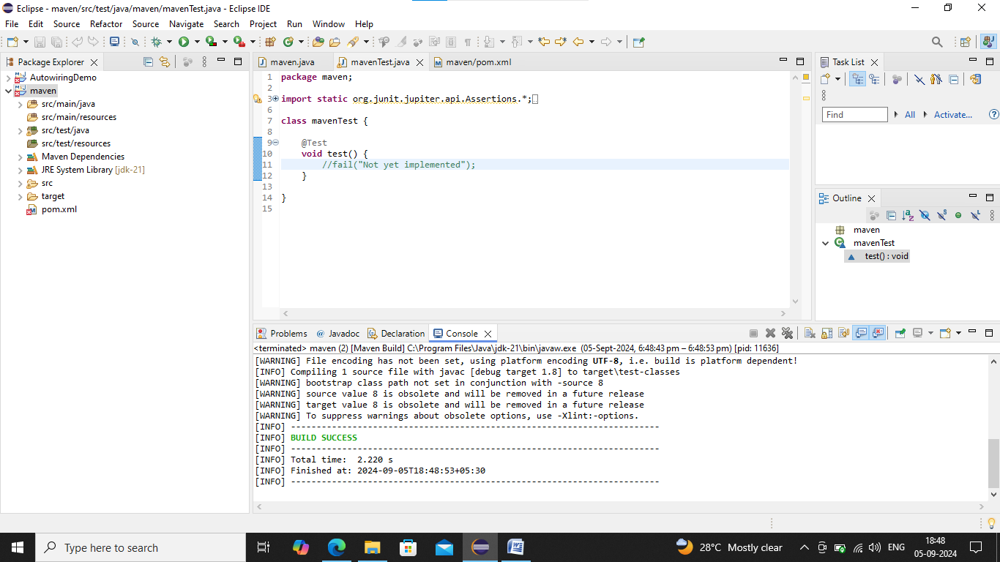 Eclipse - maven/src/test/java/maven/mavenTest.java - Eclipse IDE
File Edit Source Refactor Source Navigate Search Project Run Window Help
Package Explorer
AutowiringDemo
maven
src/main/java
src/main/resources
src/test/java
src/test/resources
Maven Dependencies
JRE System Library [jdk-21]
src
target
pom.xml
maven.java mavenTest.java maven/pom.xml
1 package maven;
2
3 import static org.junit.jupiter.api.Assertions.*;
6
7 class mavenTest {
8
9 @Test
10 void test() {
11 //fail("Not yet implemented");
12 }
13
14 }
15
Task List
Find All Activate...
Outline
maven
mavenTest
test() : void
Problems @ Javadoc Declaration Console
<terminated> maven (2) [Maven Build] C:\Program Files\Java\jdk-21\bin\javaw.exe (05-Sept-2024, 6:48:43 pm – 6:48:53 pm) [pid: 11636]
[WARNING] File encoding has not been set, using platform encoding UTF-8, i.e. build is platform dependent!
[INFO] Compiling 1 source file with javac [debug target 1.8] to target\test-classes
[WARNING] bootstrap class path not set in conjunction with -source 8
[WARNING] source value 8 is obsolete and will be removed in a future release
[WARNING] target value 8 is obsolete and will be removed in a future release
[WARNING] To suppress warnings about obsolete options, use -Xlint:-options.
[INFO] ------------------------------------------------------------------------
[INFO] BUILD SUCCESS
[INFO] ------------------------------------------------------------------------
[INFO] Total time:  2.220 s
[INFO] Finished at: 2024-09-05T18:48:53+05:30
[INFO] ------------------------------------------------------------------------
Type here to search
28°C Mostly clear
ENG
18:48
05-09-2024